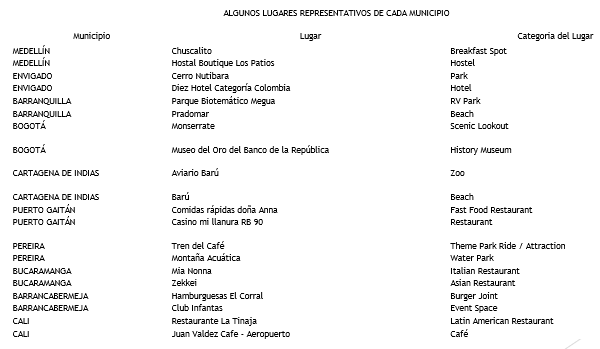 ALGUNOS LUGARES REPRESENTATIVOS DE CADA MUNICIPIO
Municipio Lugar Categoria del Lugar
MEDELLÍN Chuscalito Breakfast Spot
MEDELLÍN Hostal Boutique Los Patios Hostel
ENVIGADO Cerro Nutibara Park
ENVIGADO Diez Hotel Categoría Colombia Hotel
BARRANQUILLA Parque Biotemático Megua RV Park
BARRANQUILLA Pradomar Beach
BOGOTÁ Monserrate Scenic Lookout
BOGOTÁ Museo del Oro del Banco de la República History Museum
CARTAGENA DE INDIAS Aviario Barú Zoo
CARTAGENA DE INDIAS Barú Beach
PUERTO GAITÁN Comidas rápidas doña Anna Fast Food Restaurant
PUERTO GAITÁN Casino mi llanura RB 90 Restaurant
PEREIRA Tren del Café Theme Park Ride / Attraction
PEREIRA Montaña Acuática Water Park
BUCARAMANGA Mia Nonna Italian Restaurant
BUCARAMANGA Zekkei Asian Restaurant
BARRANCABERMEJA Hamburguesas El Corral Burger Joint
BARRANCABERMEJA Club Infantas Event Space
CALI Restaurante La Tinaja Latin American Restaurant
CALI Juan Valdez Cafe - Aeropuerto Café